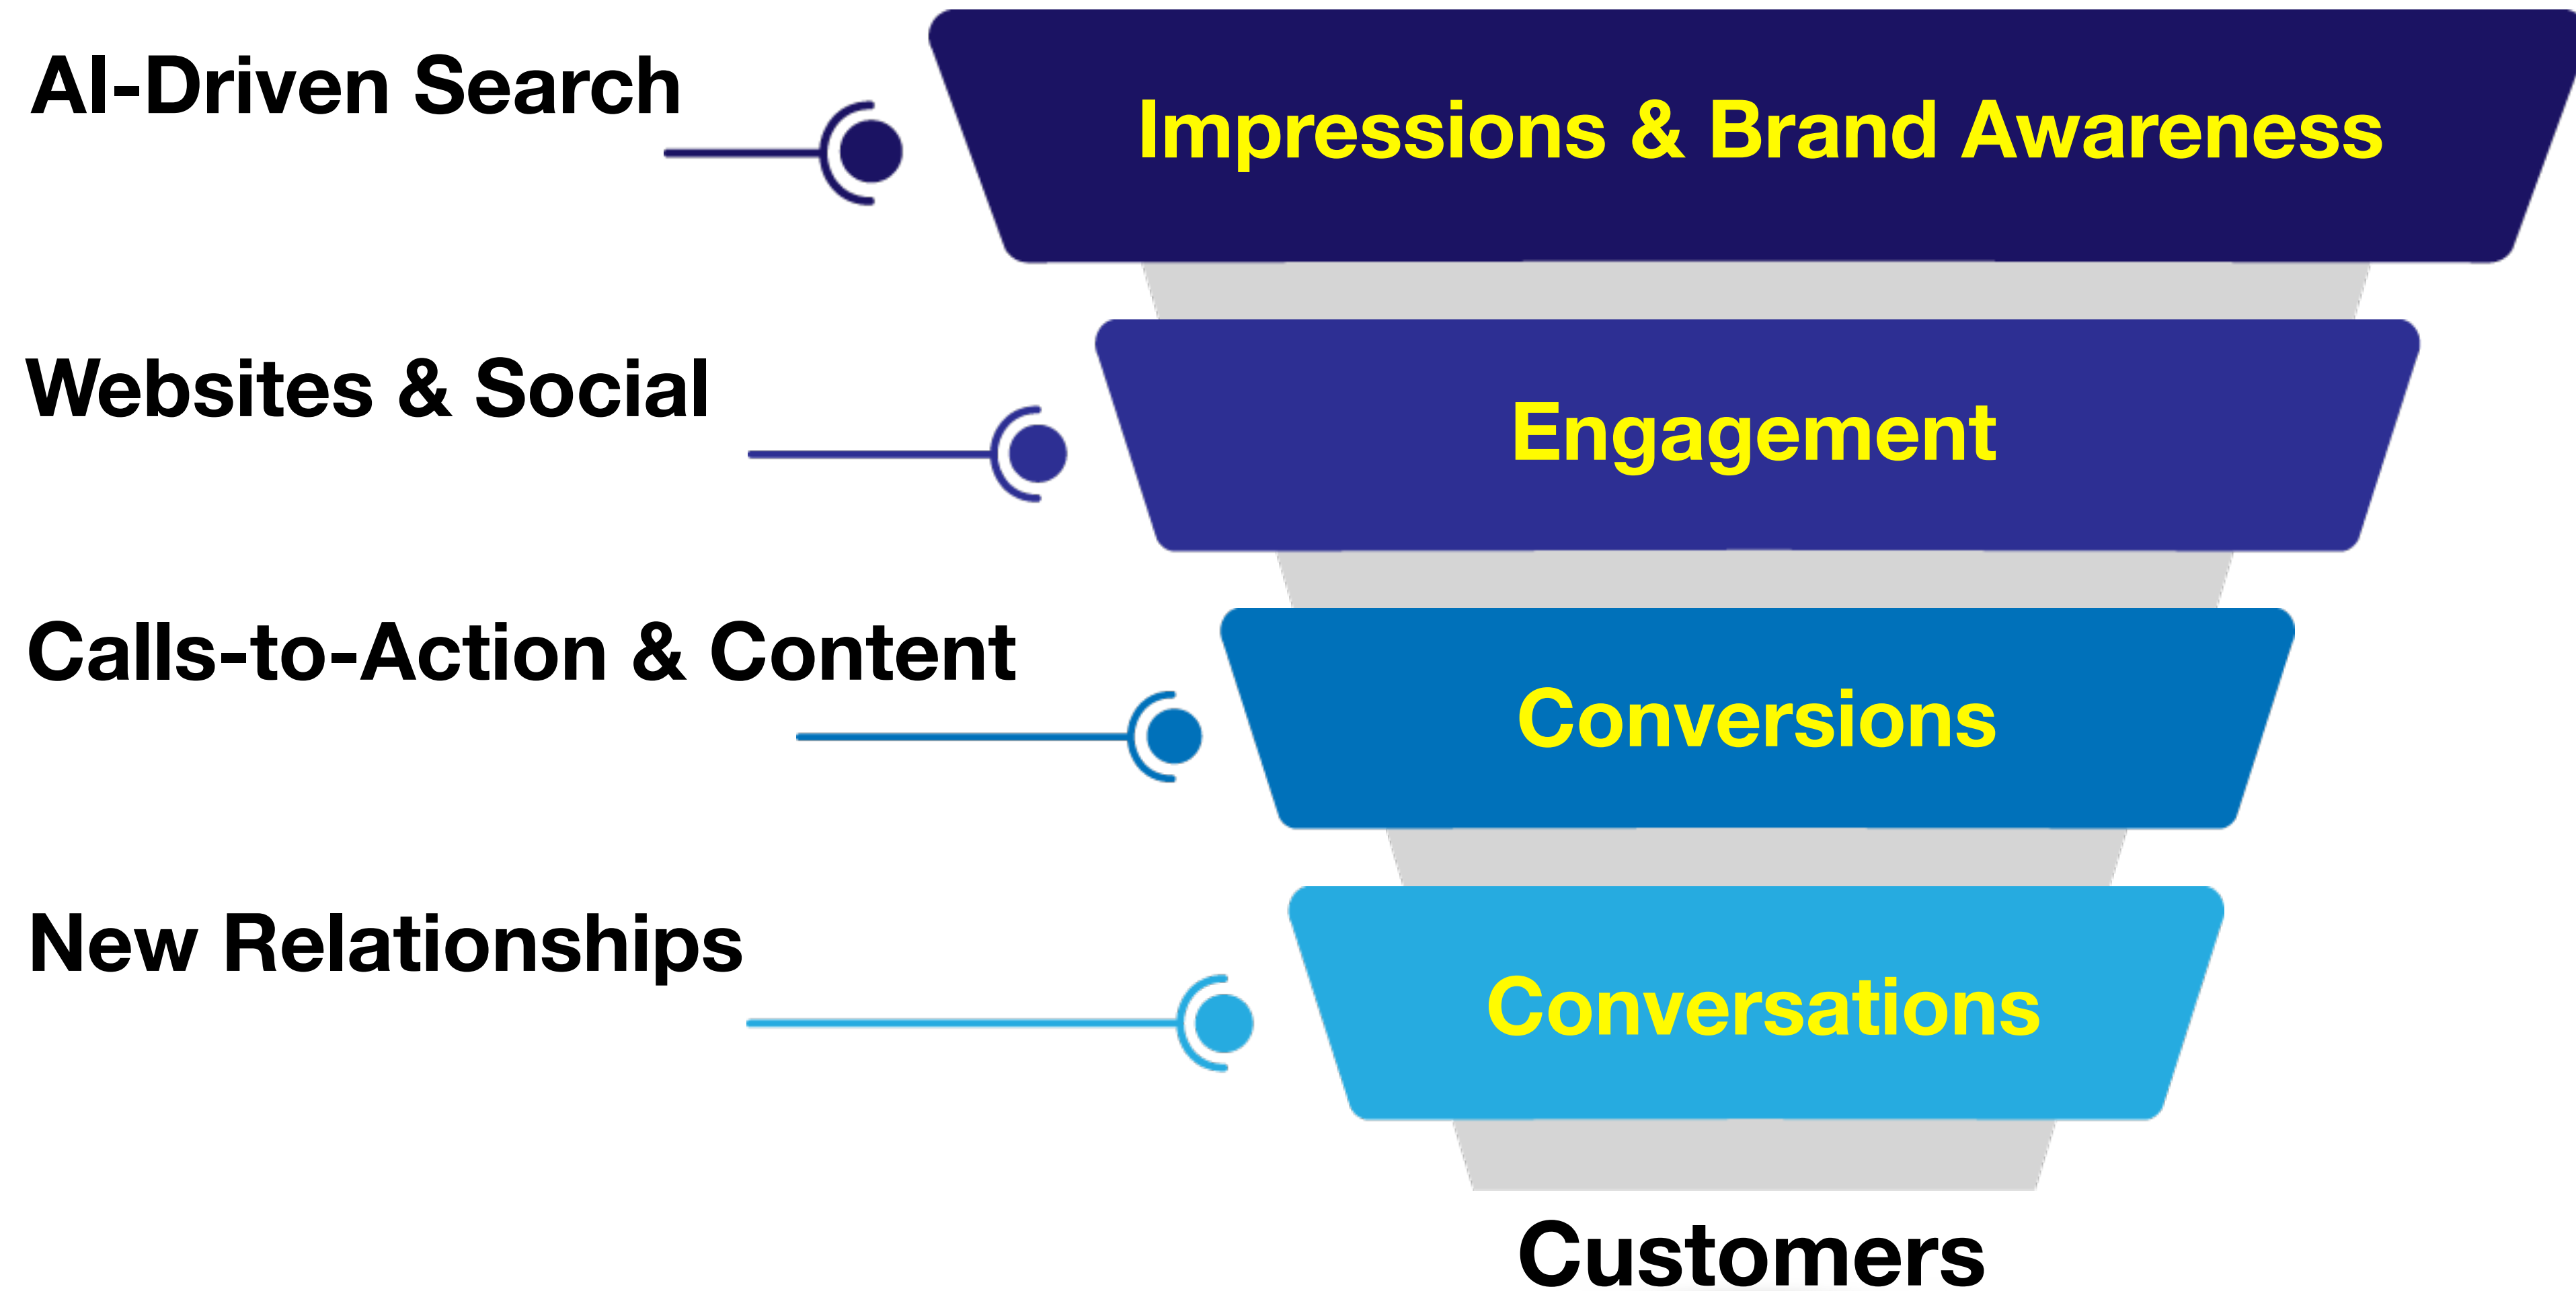 AI-Driven Search
Impressions & Brand Awareness
Websites & Social
Engagement
Calls-to-Action & Content
Conversions
New Relationships
Conversations
Customers